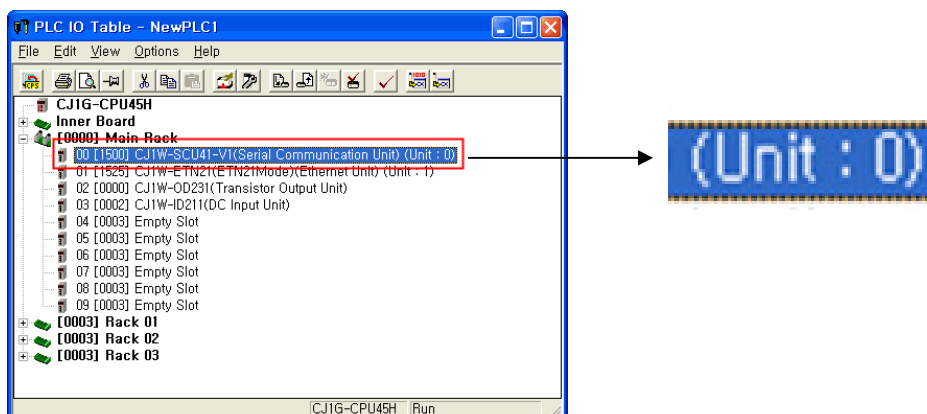 PLC IO Table - NewPLC1
File Edit View Options Help
CJ1G-CPU45H
Inner Board
[0000] Main Rack
00 [1500] CJ1W-SCU41-V1(Serial Communication Unit) (Unit : 0)
01 [1525] CJ1W-ETN21(ETN21Mode)(Ethernet Unit) (Unit : 1)
02 [0000] CJ1W-OD231(Transistor Output Unit)
03 [0002] CJ1W-ID211(DC Input Unit)
04 [0003] Empty Slot
05 [0003] Empty Slot
06 [0003] Empty Slot
07 [0003] Empty Slot
08 [0003] Empty Slot
09 [0003] Empty Slot
[0003] Rack 01
[0003] Rack 02
[0003] Rack 03
CJ1G-CPU45H Run
(Unit : 0)